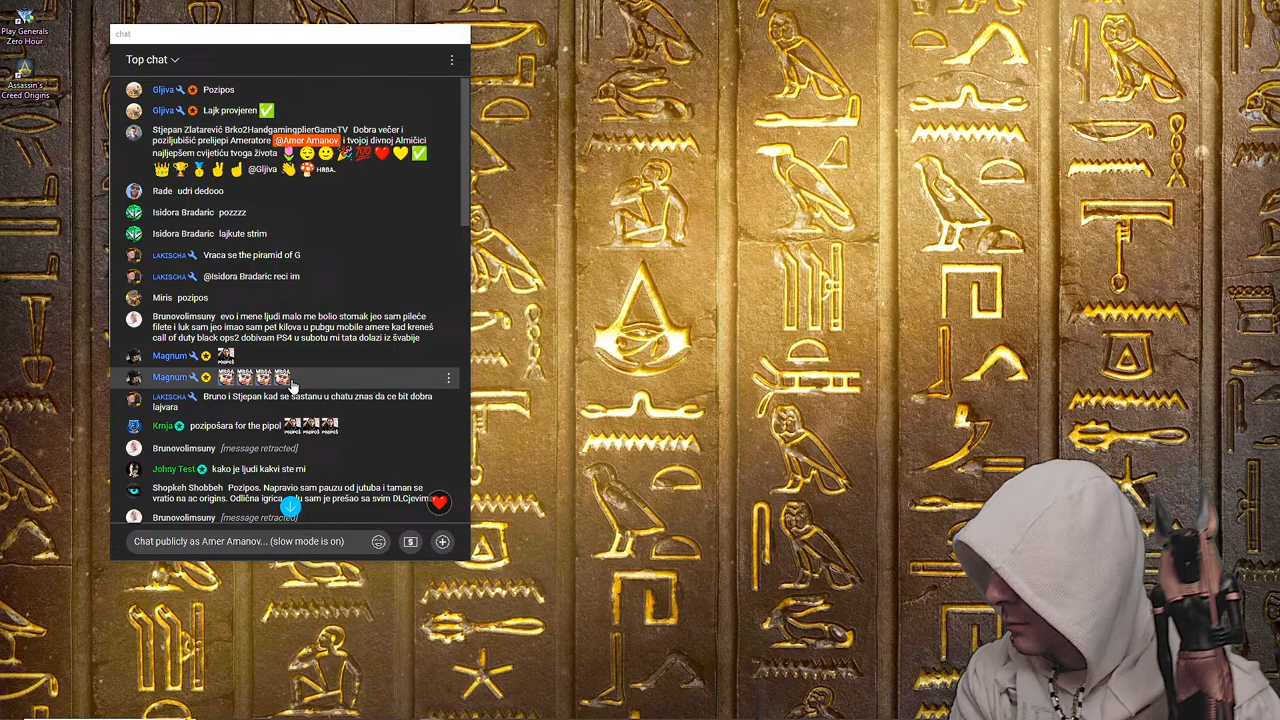 Play Generals
Zero Hour
Assassin's
Creed Origins
chat
Top chat
Gljiva Pozipos
Gljiva Lajk provjeren ✅
Stjepan Zlatarević Brko2HandgamingplierGameTV Dobra večer i
poziljubišić prelijepi Ameratore @Amer Amanov i tvojoj divnoj Almičici
najljepšem cvijetiću tvoga života 🌷😌🙂🎉💯❤️💛✅
👑🏆🏅✌️☝️ @Gljiva 👋🍄 HRBA.
Rade udri dedooo
Isidora Bradaric pozzzz
Isidora Bradaric lajkute strim
LAKISCHA Vraca se the piramid of G
LAKISCHA @Isidora Bradaric reci im
Miris pozipos
Brunovolimsuny evo i mene ljudi malo me bolio stomak jeo sam pileće
filete i luk sam jeo imao sam pet kilova u pubgu mobile amere kad kreneš
call of duty black ops2 dobivam PS4 u subotu mi tata dolazi iz švabije
Magnum
Magnum
LAKISCHA Bruno i Stjepan kad se sastanu u chatu znas da ce bit dobra
lajvara
Krnja pozipošara for the pipol
Brunovolimsuny [message retracted]
Johny Test kako je ljudi kakvi ste mi
Shopkeh Shobbeh Pozipos. Napravio sam pauzu od jutuba i taman se
vratio na ac origins. Odlična igrica sam je prešao sa svim DLCjevima
Brunovolimsuny [message retracted]
Chat publicly as Amer Amanov... (slow mode is on)